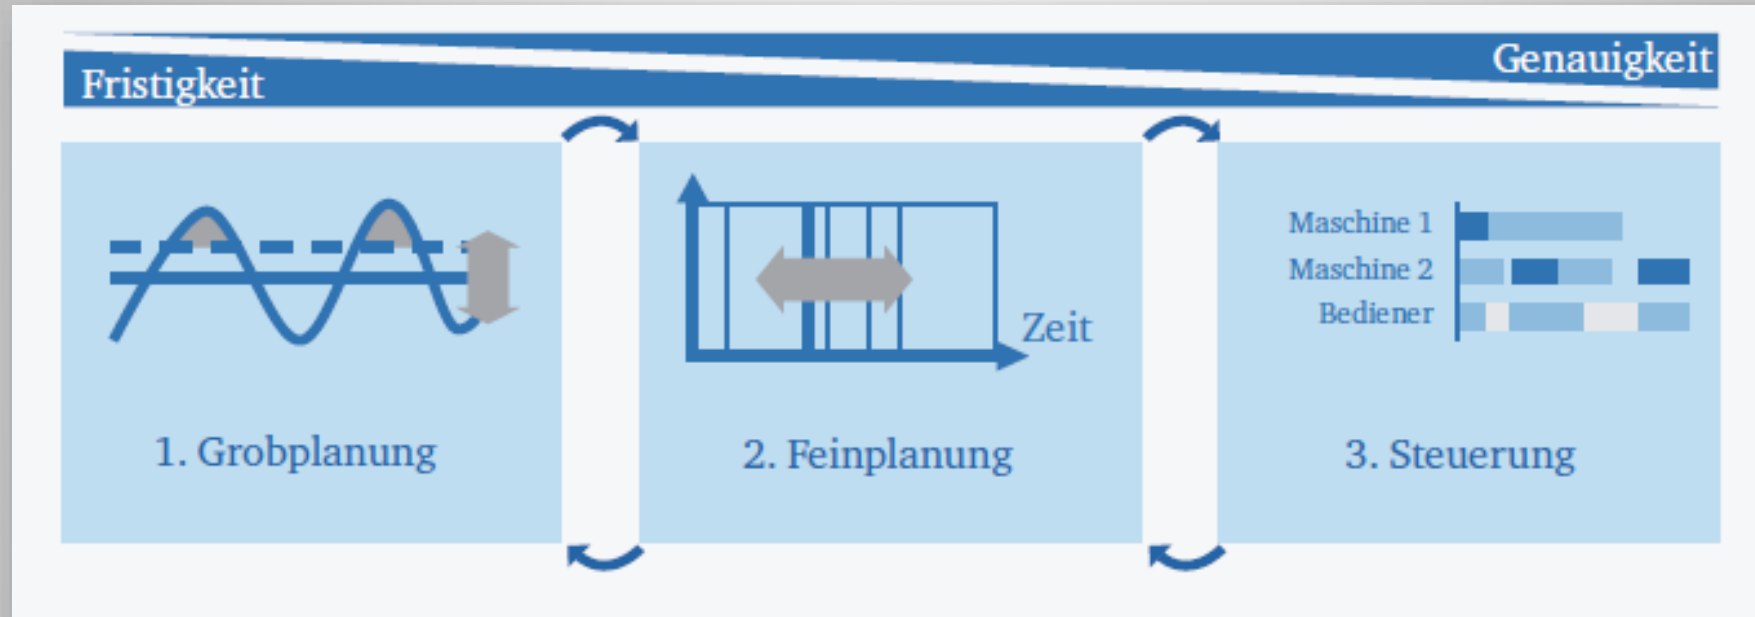 Fristigkeit
Genauigkeit
Zeit
Maschine 1
Maschine 2
Bediener
1. Grobplanung
2. Feinplanung
3. Steuerung